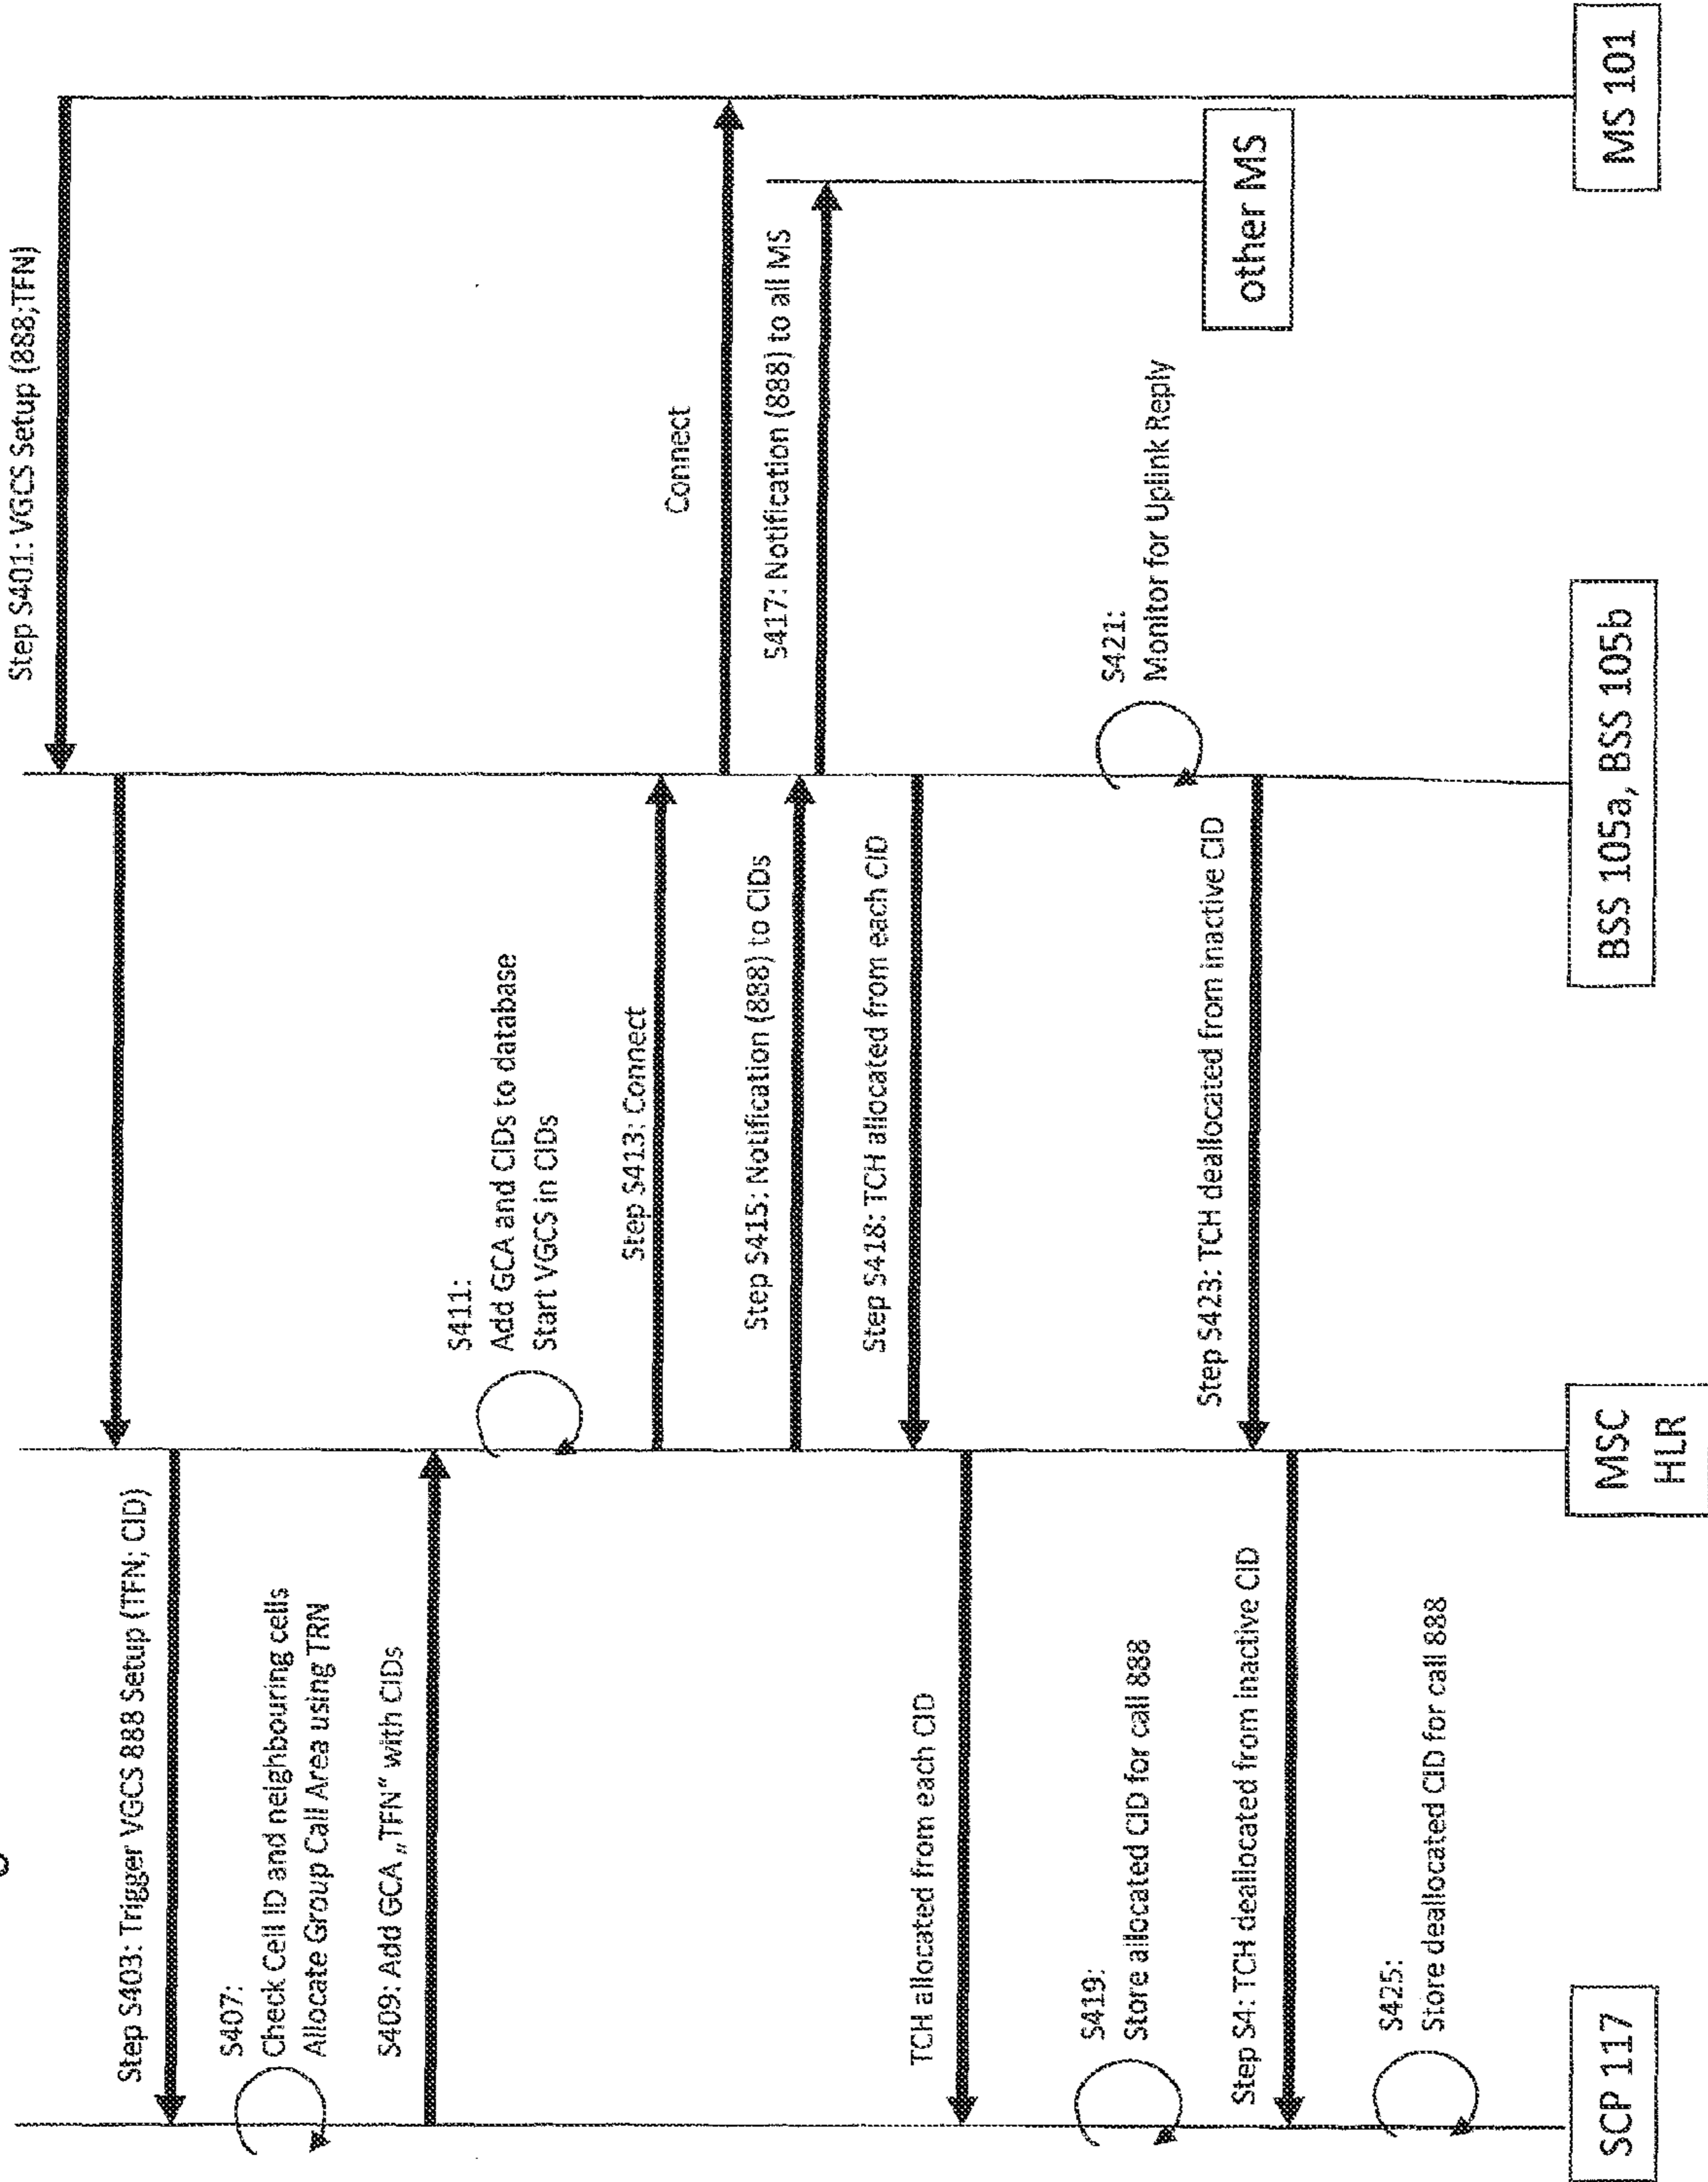 Step S401: VGCS Setup (888;TFN)
Step S403: Trigger VGCS 888 Setup (TFN; CID)
S407:
Check Cell ID and neighbouring cells
Allocate Group Call Area using TRN
S409: Add GCA „TFN“ with CIDs
S411:
Add GCA and CIDs to database
Start VGCS in CIDs
Step S413: Connect
Connect
Step S415: Notification (888) to CIDs
S417: Notification (888) to all MS
Step S418: TCH allocated from each CID
TCH allocated from each CID
S419:
Store allocated CID for call 888
S421:
Monitor for Uplink Reply
Step S423: TCH deallocated from inactive CID
Step S4: TCH deallocated from inactive CID
S425:
Store deallocated CID for call 888
other MS
SCP 117
MSC
HLR
BSS 105a, BSS 105b
MS 101